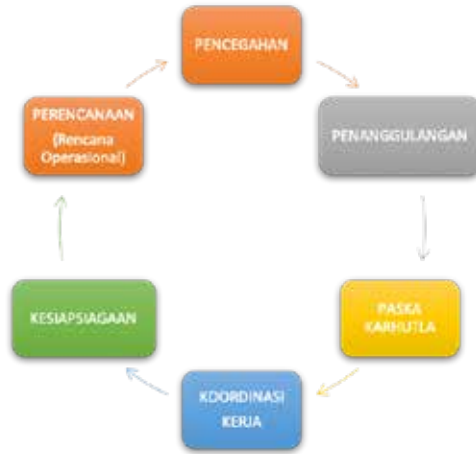 PENCEGAHAN
PERENCANAAN
(Rencana
Operasional)
PENANGGULANGAN
KESIAPSIAGAAN
PASKA
KARHUTLA
KOORDINASI
KERJA